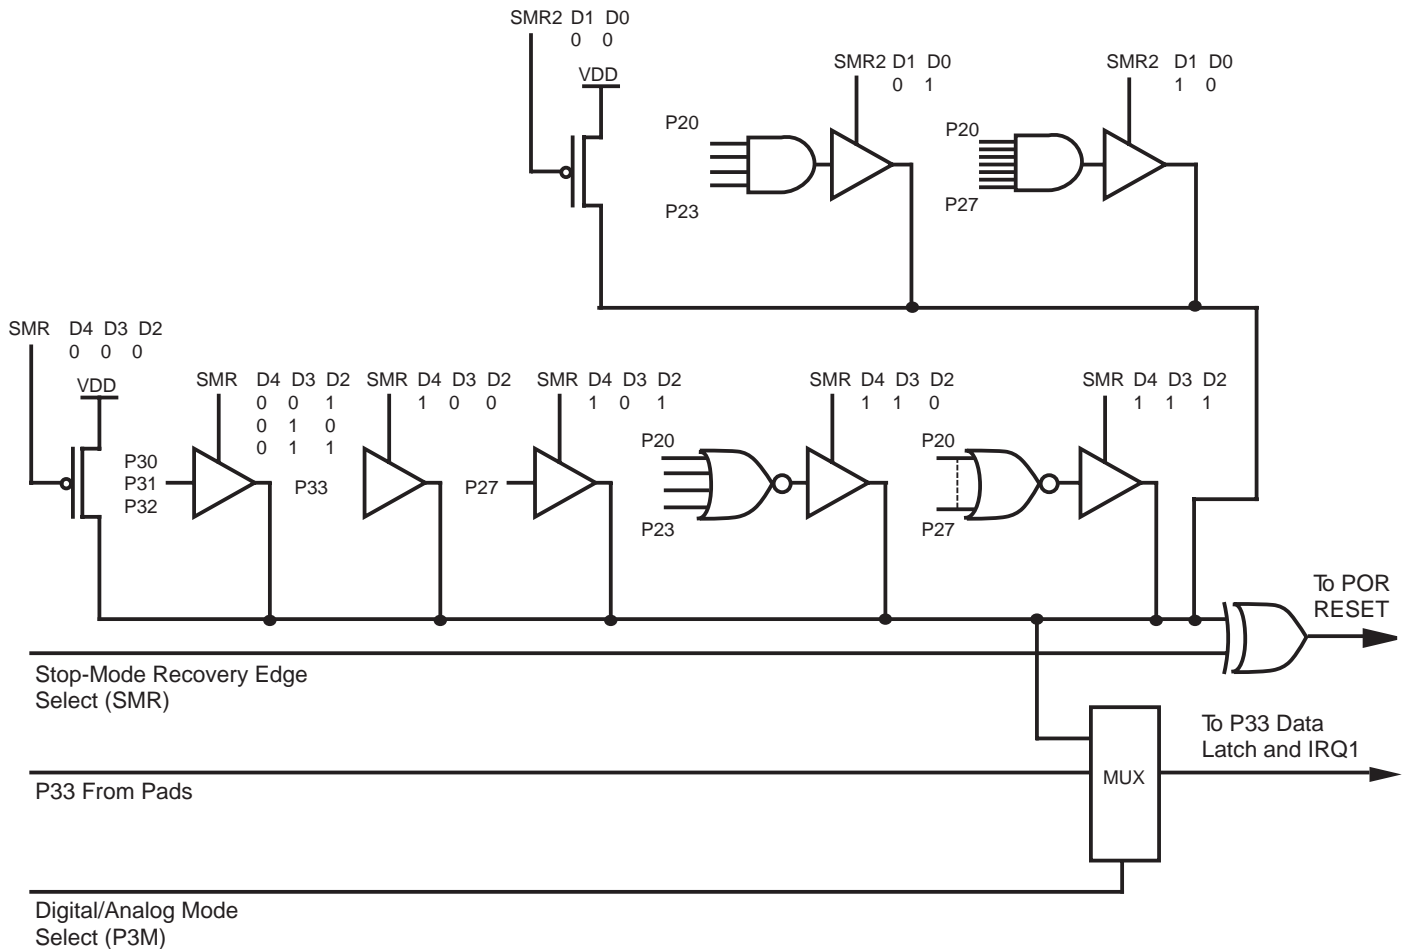 SMR2 D1 D0
0 0
VDD
SMR2 D1 D0
0 1
P20
P23
SMR2 D1 D0
1 0
P20
P27
SMR D4 D3 D2
0 0 0
VDD
SMR D4 D3 D2
0 0 1
0 1 0
0 1 1
P30
P31
P32
SMR D4 D3 D2
1 0 0
P33
SMR D4 D3 D2
1 0 1
P27
SMR D4 D3 D2
1 1 0
P20
P23
SMR D4 D3 D2
1 1 1
P20
P27
To POR
RESET
Stop-Mode Recovery Edge
Select (SMR)
To P33 Data
Latch and IRQ1
MUX
P33 From Pads
Digital/Analog Mode
Select (P3M)